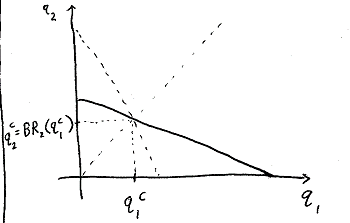 q₂
q₂ᶜ = BR₂(q₁ᶜ)
q₁ᶜ
q₁